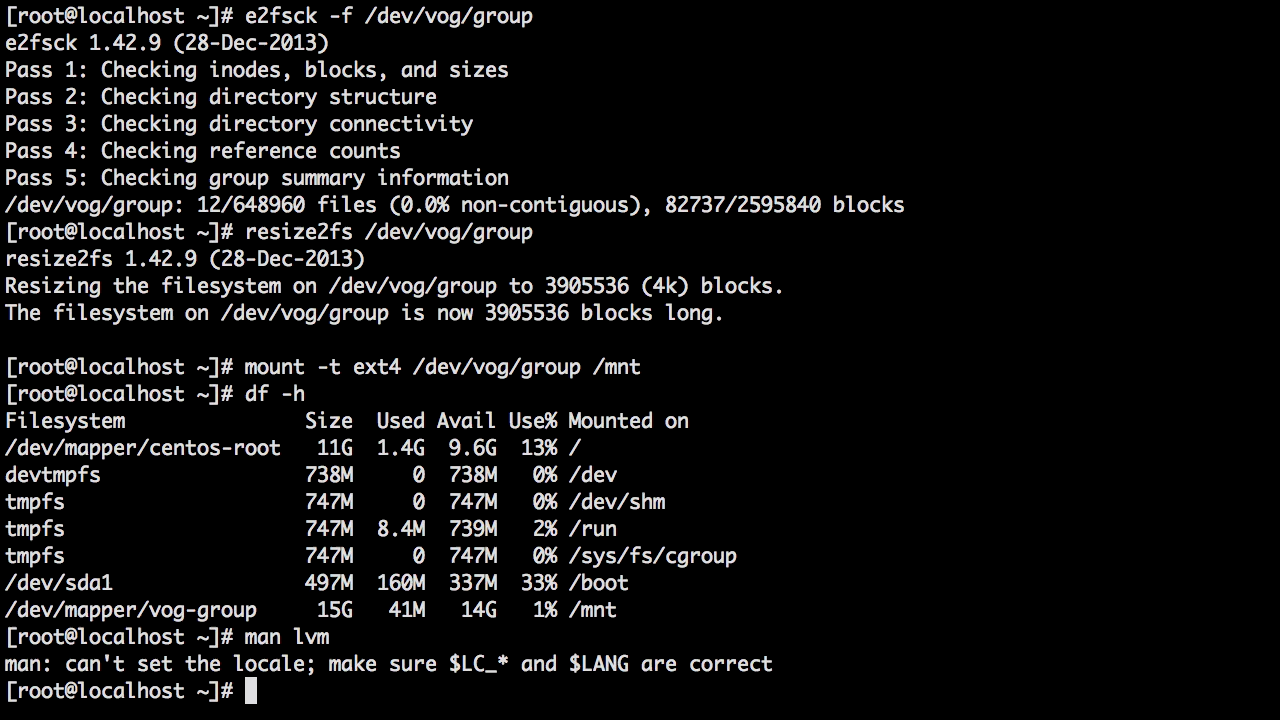 [root@localhost ~]# e2fsck -f /dev/vog/group
e2fsck 1.42.9 (28-Dec-2013)
Pass 1: Checking inodes, blocks, and sizes
Pass 2: Checking directory structure
Pass 3: Checking directory connectivity
Pass 4: Checking reference counts
Pass 5: Checking group summary information
/dev/vog/group: 12/648960 files (0.0% non-contiguous), 82737/2595840 blocks
[root@localhost ~]# resize2fs /dev/vog/group
resize2fs 1.42.9 (28-Dec-2013)
Resizing the filesystem on /dev/vog/group to 3905536 (4k) blocks.
The filesystem on /dev/vog/group is now 3905536 blocks long.

[root@localhost ~]# mount -t ext4 /dev/vog/group /mnt
[root@localhost ~]# df -h
Filesystem               Size  Used Avail Use% Mounted on
/dev/mapper/centos-root   11G  1.4G  9.6G  13% /
devtmpfs                 738M     0  738M   0% /dev
tmpfs                    747M     0  747M   0% /dev/shm
tmpfs                    747M  8.4M  739M   2% /run
tmpfs                    747M     0  747M   0% /sys/fs/cgroup
/dev/sda1                497M  160M  337M  33% /boot
/dev/mapper/vog-group     15G   41M   14G   1% /mnt
[root@localhost ~]# man lvm
man: can't set the locale; make sure $LC_* and $LANG are correct
[root@localhost ~]#